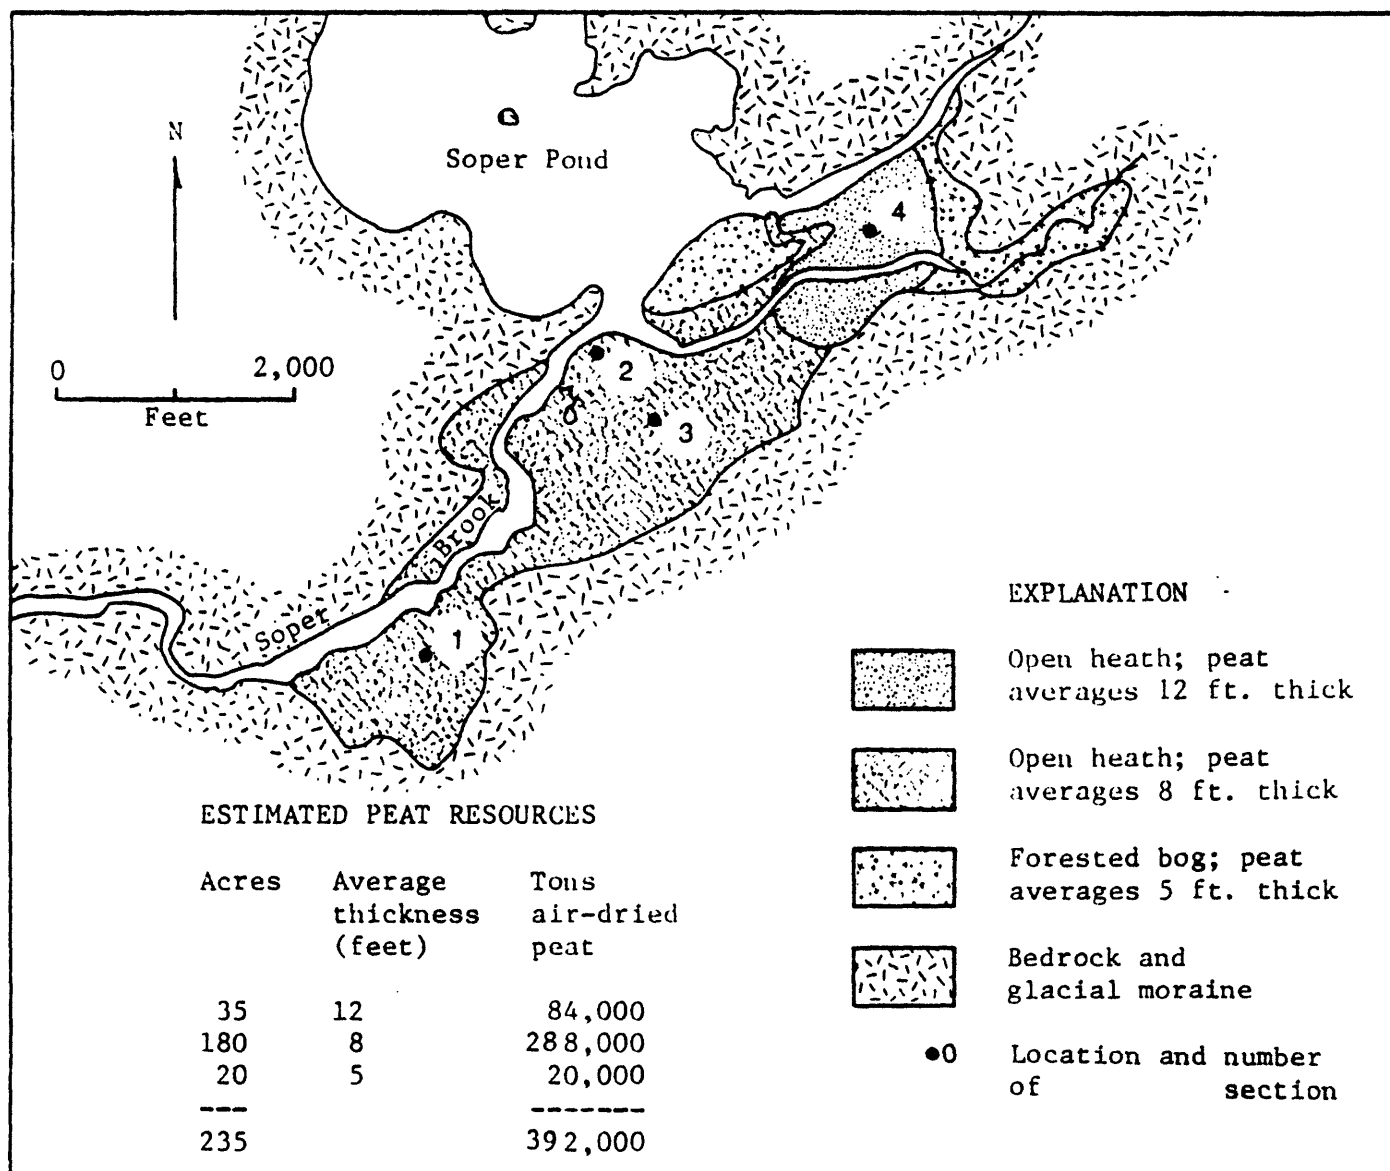 N
Soper Pond
4
0 2,000
Feet
2
3
Soper Brook
1
EXPLANATION
Open heath; peat
averages 12 ft. thick
Open heath; peat
averages 8 ft. thick
Forested bog; peat
averages 5 ft. thick
Bedrock and
glacial moraine
0 Location and number
of section
ESTIMATED PEAT RESOURCES
Acres Average Tons
thickness air-dried
(feet) peat
35 12 84,000
180 8 288,000
20 5 20,000
--- -------
235 392,000